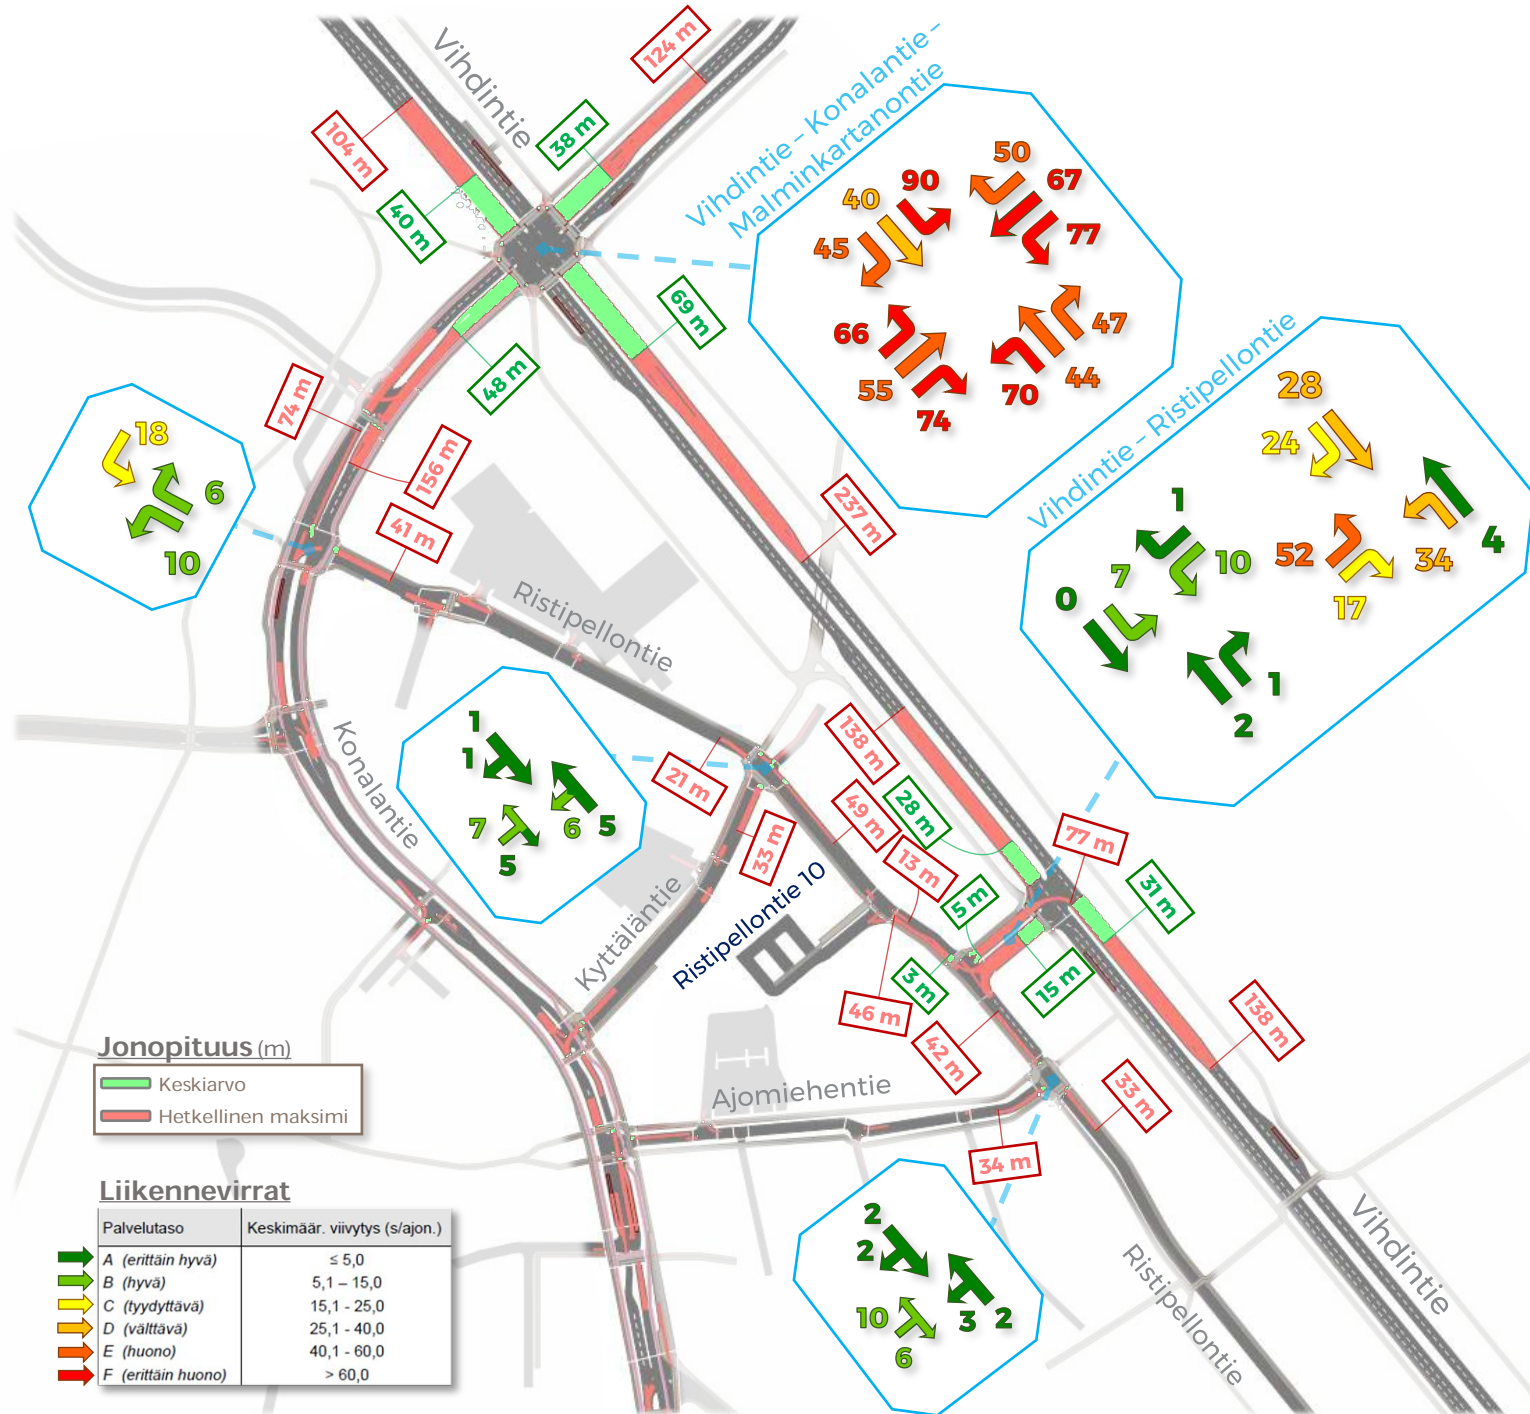 Vihdintie
124 m
104 m
38 m
40 m
Vihdintie – Konalantie –
Malminkartanontie
50
67
77
90
40
45
66
55
74
47
44
70
69 m
48 m
74 m
156 m
41 m
237 m
18
6
10
Vihdintie – Ristipellontie
28
24
4
34
52
17
1
10
7
0
1
2
Ristipellontie
Konalantie
1
1
5
6
7
5
21 m
33 m
138 m
49 m
28 m
13 m
5 m
77 m
31 m
3 m
15 m
46 m
42 m
138 m
33 m
34 m
Kyttäläntie
Ristipellontie 10
Ajomiehentie
Jonopituus (m)
Keskiarvo
Hetkellinen maksimi
Liikennevirrat
Palvelutaso Keskimäär. viivytys (s/ajon.)
A (erittäin hyvä) ≤ 5,0
B (hyvä) 5,1 – 15,0
C (tyydyttävä) 15,1 - 25,0
D (välttävä) 25,1 - 40,0
E (huono) 40,1 - 60,0
F (erittäin huono) > 60,0
2
2
2
3
10
6
Ristipellontie
Vihdintie